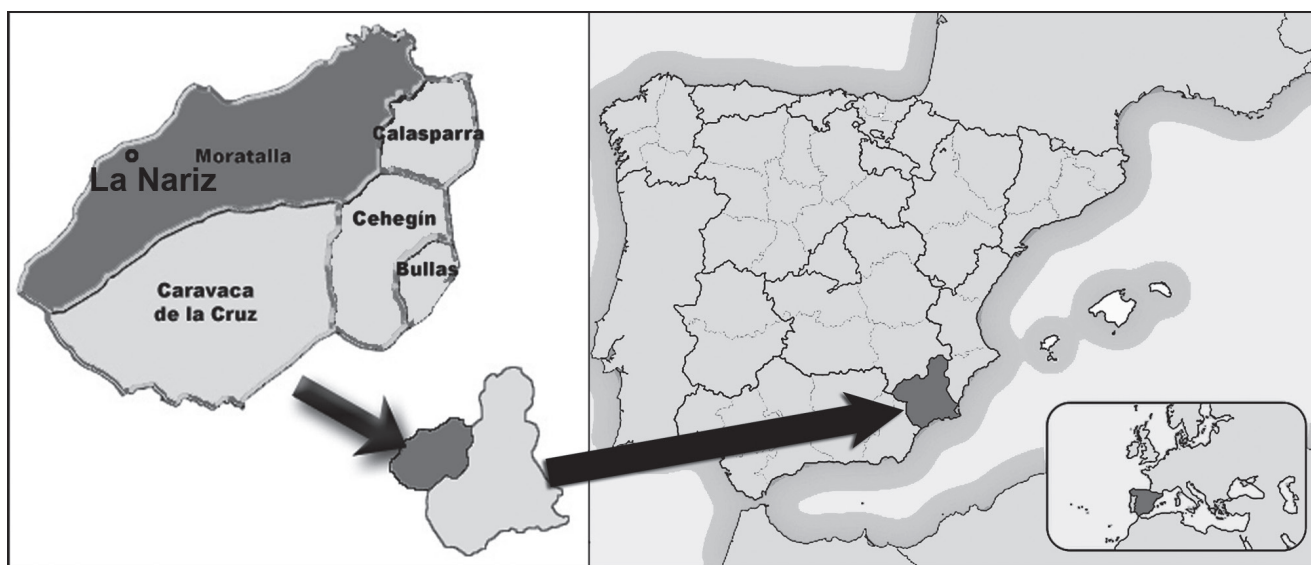 Calasparra
Moratalla
La Nariz
Cehegín
Bullas
Caravaca
de la Cruz